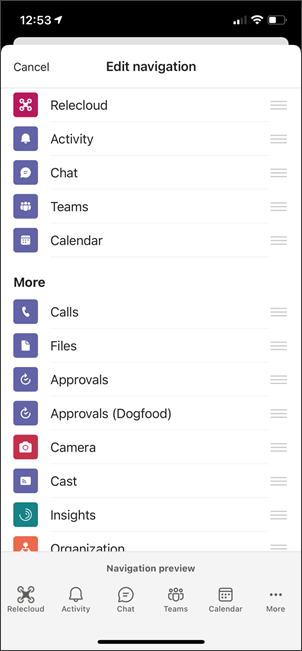 12:53
Cancel Edit navigation
Relecloud
Activity
Chat
Teams
Calendar
More
Calls
Files
Approvals
Approvals (Dogfood)
Camera
Cast
Insights
Organization
Navigation preview
Relecloud Activity Chat Teams Calendar More